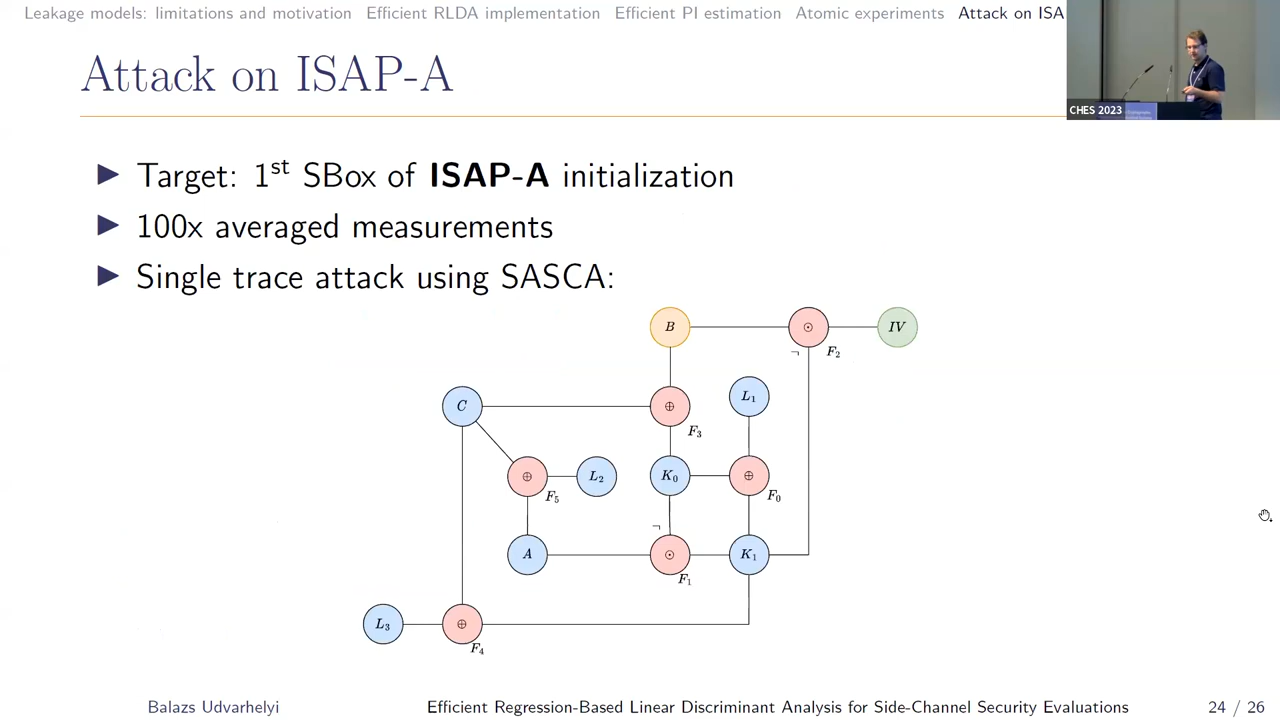 Leakage models: limitations and motivation Efficient RLDA implementation Efficient PI estimation Atomic experiments Attack on ISA
Attack on ISAP-A
CHES 2023
▶ Target: 1st SBox of ISAP-A initialization
▶ 100x averaged measurements
▶ Single trace attack using SASCA:
B ⊙ IV
¬ F₂
C ⊕ L₁
F₃
⊕ L₂ K₀ ⊕
F₅ F₀
¬
A ⊙ K₁
F₁
L₃ ⊕
F₄
Balazs Udvarhelyi Efficient Regression-Based Linear Discriminant Analysis for Side-Channel Security Evaluations 24 / 26